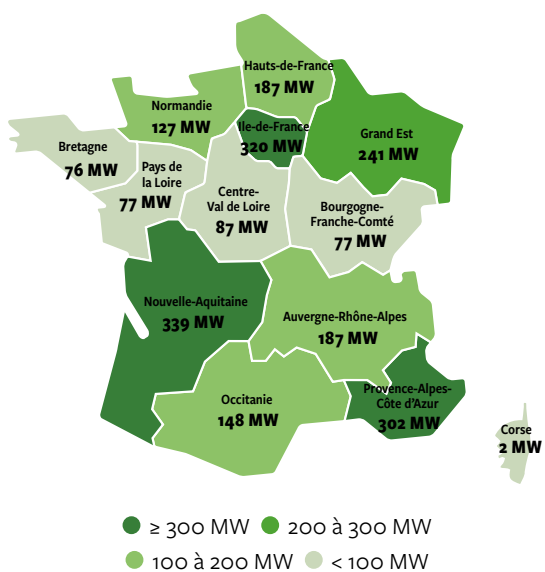 Hauts-de-France
187 MW
Normandie
127 MW
Ile-de-France
320 MW
Grand Est
241 MW
Bretagne
76 MW
Pays de
la Loire
77 MW
Centre-
Val de Loire
87 MW
Bourgogne-
Franche-Comté
77 MW
Nouvelle-Aquitaine
339 MW
Auvergne-Rhône-Alpes
187 MW
Occitanie
148 MW
Provence-Alpes-
Côte d'Azur
302 MW
Corse
2 MW
≥ 300 MW 200 à 300 MW
100 à 200 MW < 100 MW